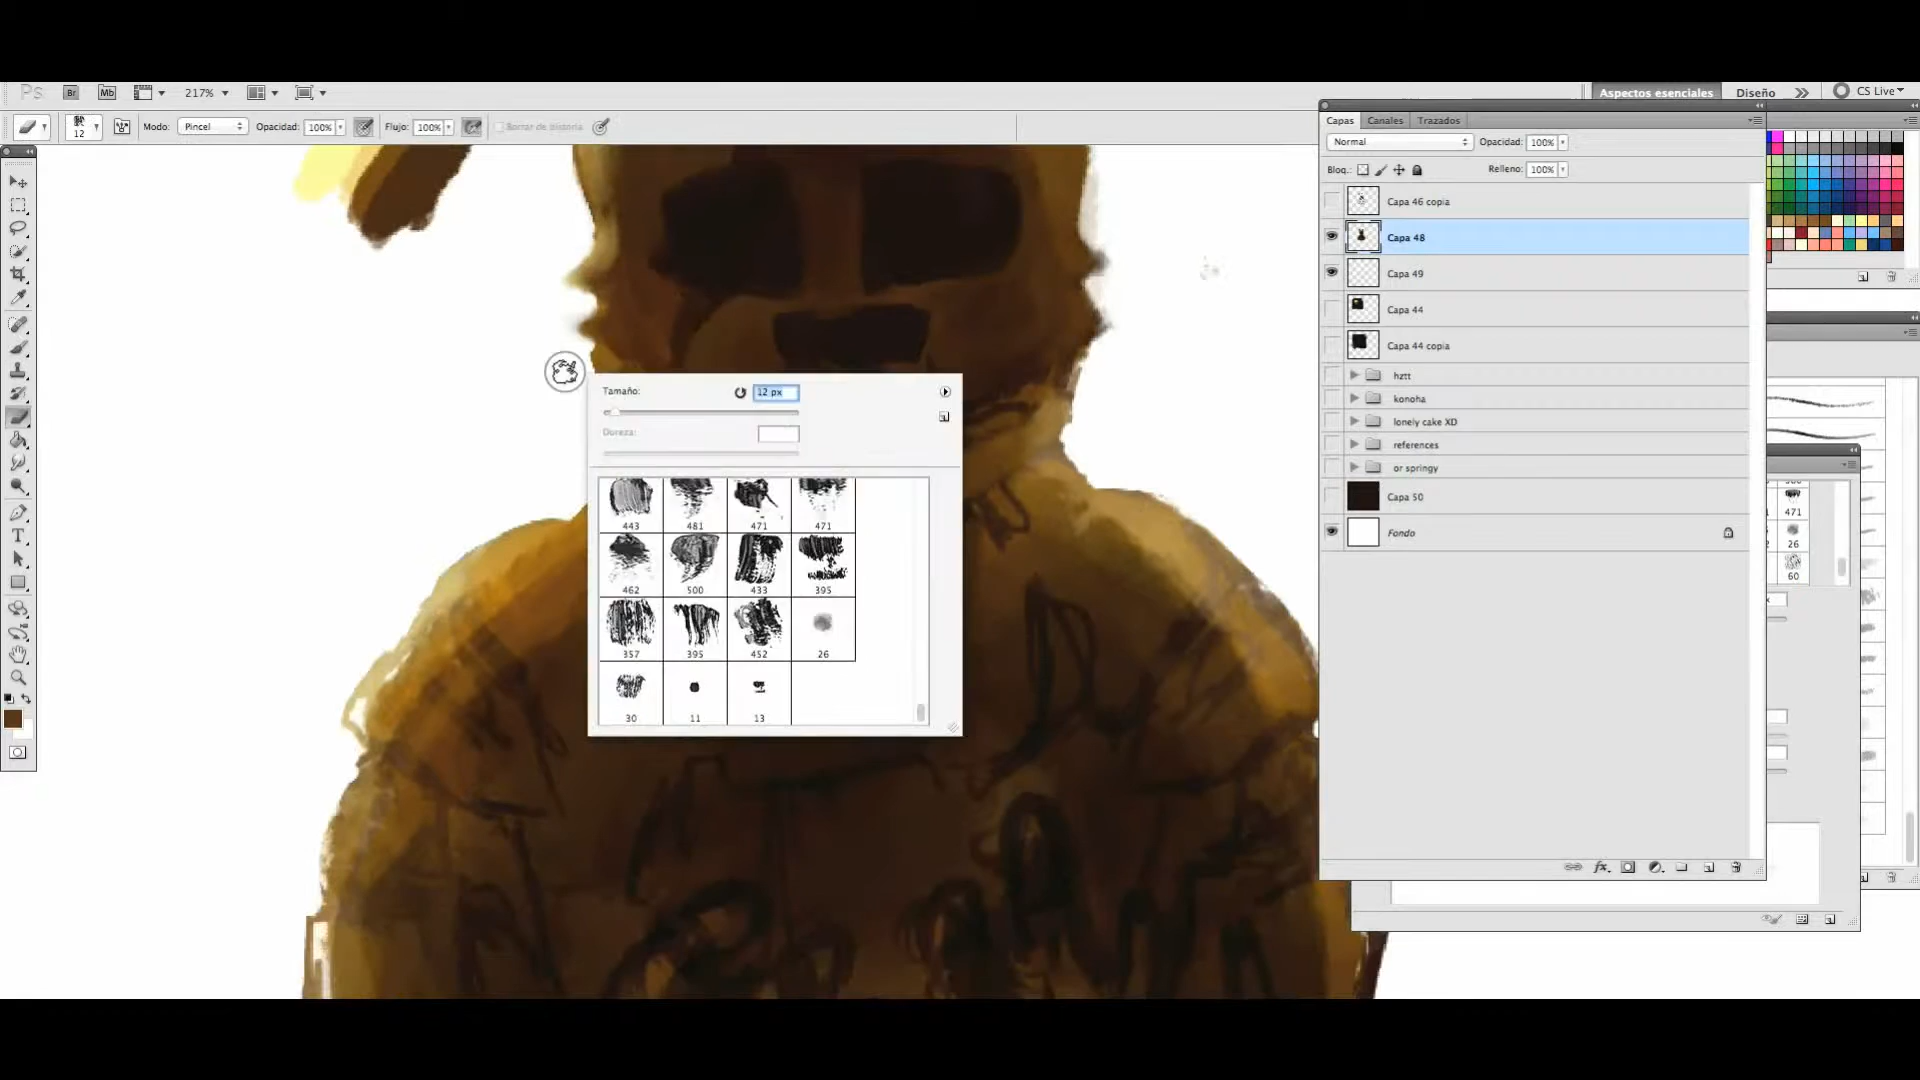 Ps
Br
Mb
217%
Aspectos esenciales
Diseño
CS Live
12
Modo:
Pincel
Opacidad:
100%
Flujo:
100%
Borrar de historia
Capas
Canales
Trazados
Normal
Opacidad:
100%
Bloq.:
Relleno:
100%
Capa 46 copia
Capa 48
Capa 49
Capa 44
Capa 44 copia
hztt
konoha
lonely cake XD
references
or springy
Capa 50
Fondo
Tamaño:
12 px
Dureza:
443
481
471
471
462
500
433
395
357
395
452
26
30
11
13
471
26
60
T